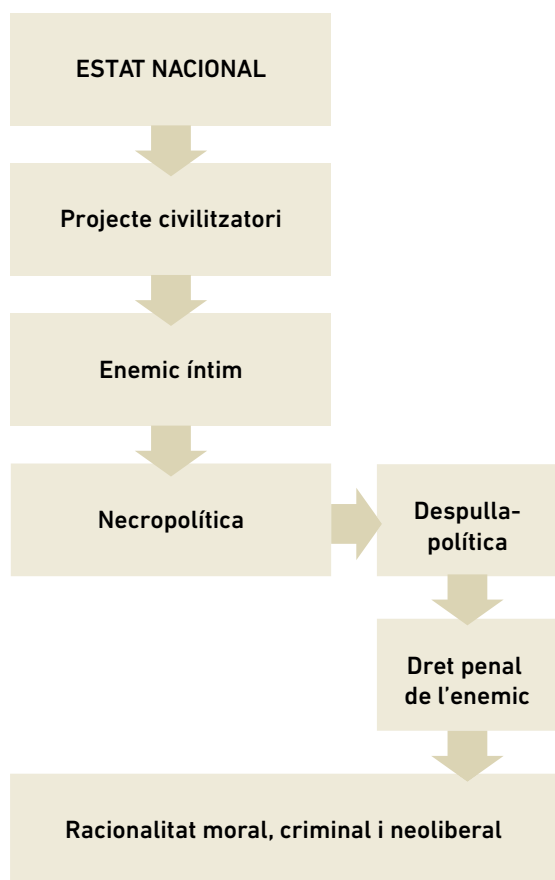 ESTAT NACIONAL
Projecte civilitzatori
Enemic íntim
Necropolítica
Despulla-
política
Dret penal
de l’enemic
Racionalitat moral, criminal i neoliberal